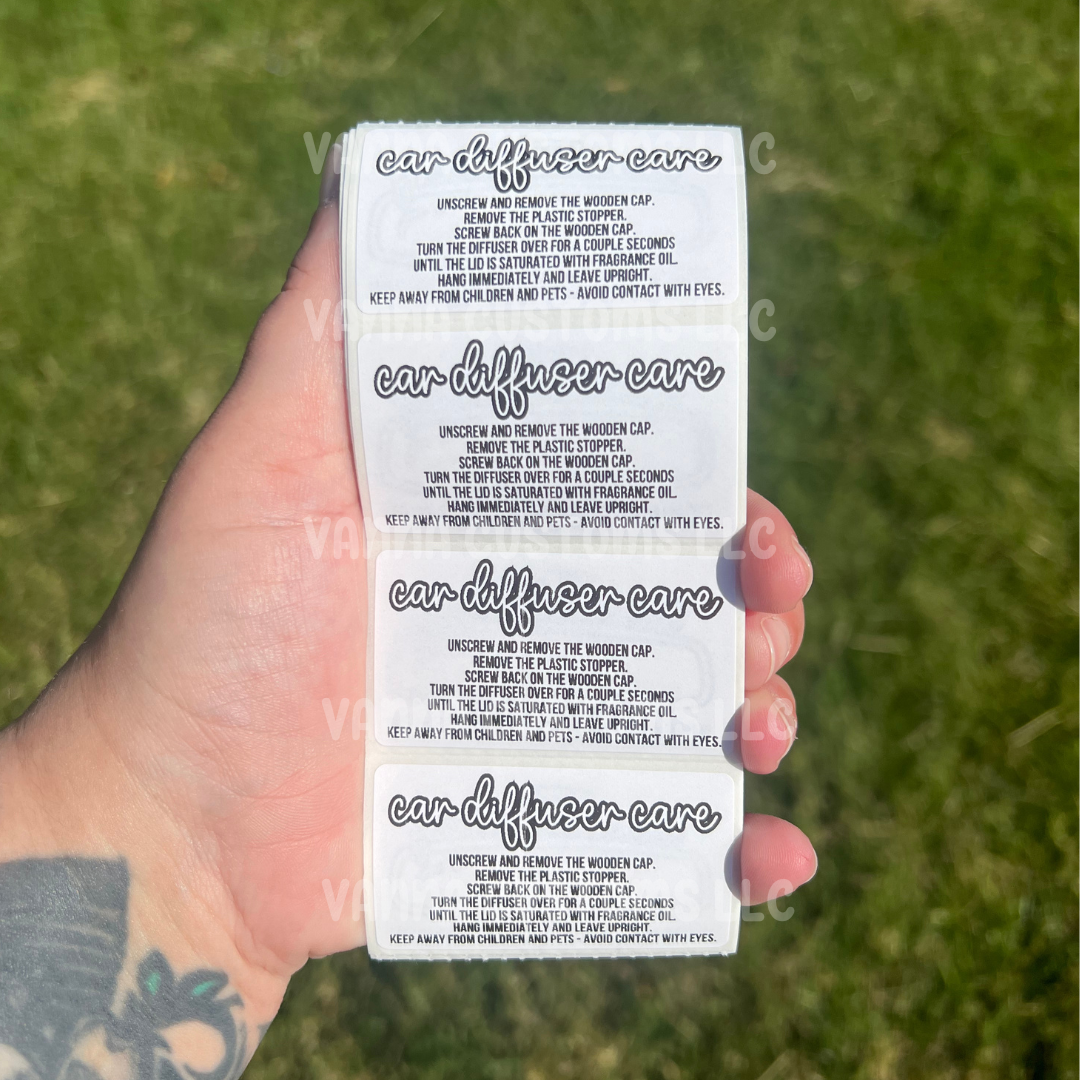 car diffuser care
UNSCREW AND REMOVE THE WOODEN CAP.
REMOVE THE PLASTIC STOPPER.
SCREW BACK ON THE WOODEN CAP.
TURN THE DIFFUSER OVER FOR A COUPLE SECONDS
UNTIL THE LID IS SATURATED WITH FRAGRANCE OIL.
HANG IMMEDIATELY AND LEAVE UPRIGHT.
KEEP AWAY FROM CHILDREN AND PETS - AVOID CONTACT WITH EYES.
car diffuser care
UNSCREW AND REMOVE THE WOODEN CAP.
REMOVE THE PLASTIC STOPPER.
SCREW BACK ON THE WOODEN CAP.
TURN THE DIFFUSER OVER FOR A COUPLE SECONDS
UNTIL THE LID IS SATURATED WITH FRAGRANCE OIL.
HANG IMMEDIATELY AND LEAVE UPRIGHT.
KEEP AWAY FROM CHILDREN AND PETS - AVOID CONTACT WITH EYES.
car diffuser care
UNSCREW AND REMOVE THE WOODEN CAP.
REMOVE THE PLASTIC STOPPER.
SCREW BACK ON THE WOODEN CAP.
TURN THE DIFFUSER OVER FOR A COUPLE SECONDS
UNTIL THE LID IS SATURATED WITH FRAGRANCE OIL.
HANG IMMEDIATELY AND LEAVE UPRIGHT.
KEEP AWAY FROM CHILDREN AND PETS - AVOID CONTACT WITH EYES.
car diffuser care
UNSCREW AND REMOVE THE WOODEN CAP.
REMOVE THE PLASTIC STOPPER.
SCREW BACK ON THE WOODEN CAP.
TURN THE DIFFUSER OVER FOR A COUPLE SECONDS
UNTIL THE LID IS SATURATED WITH FRAGRANCE OIL.
HANG IMMEDIATELY AND LEAVE UPRIGHT.
KEEP AWAY FROM CHILDREN AND PETS - AVOID CONTACT WITH EYES.
CUSTOMS LLC